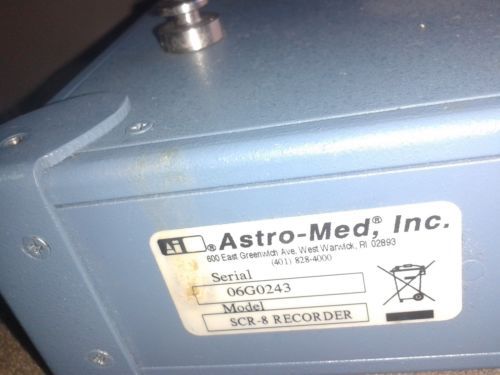 AM ® Astro-Med®, Inc.
600 East Greenwich Ave. West Warwick, RI 02893
(401) 828-4000
Serial
06G0243
Model
SCR-8 RECORDER